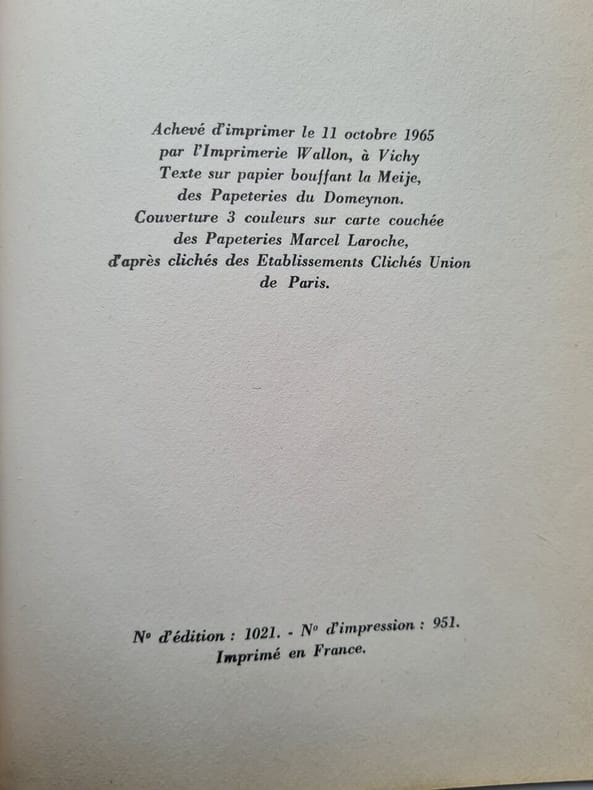 Achevé d'imprimer le 11 octobre 1965
par l'Imprimerie Wallon, à Vichy
Texte sur papier bouffant la Meije,
des Papeteries du Domeynon.
Couverture 3 couleurs sur carte couchée
des Papeteries Marcel Laroche,
d'après clichés des Etablissements Clichés Union
de Paris.
Nº d'édition : 1021. - Nº d'impression : 951.
Imprimé en France.